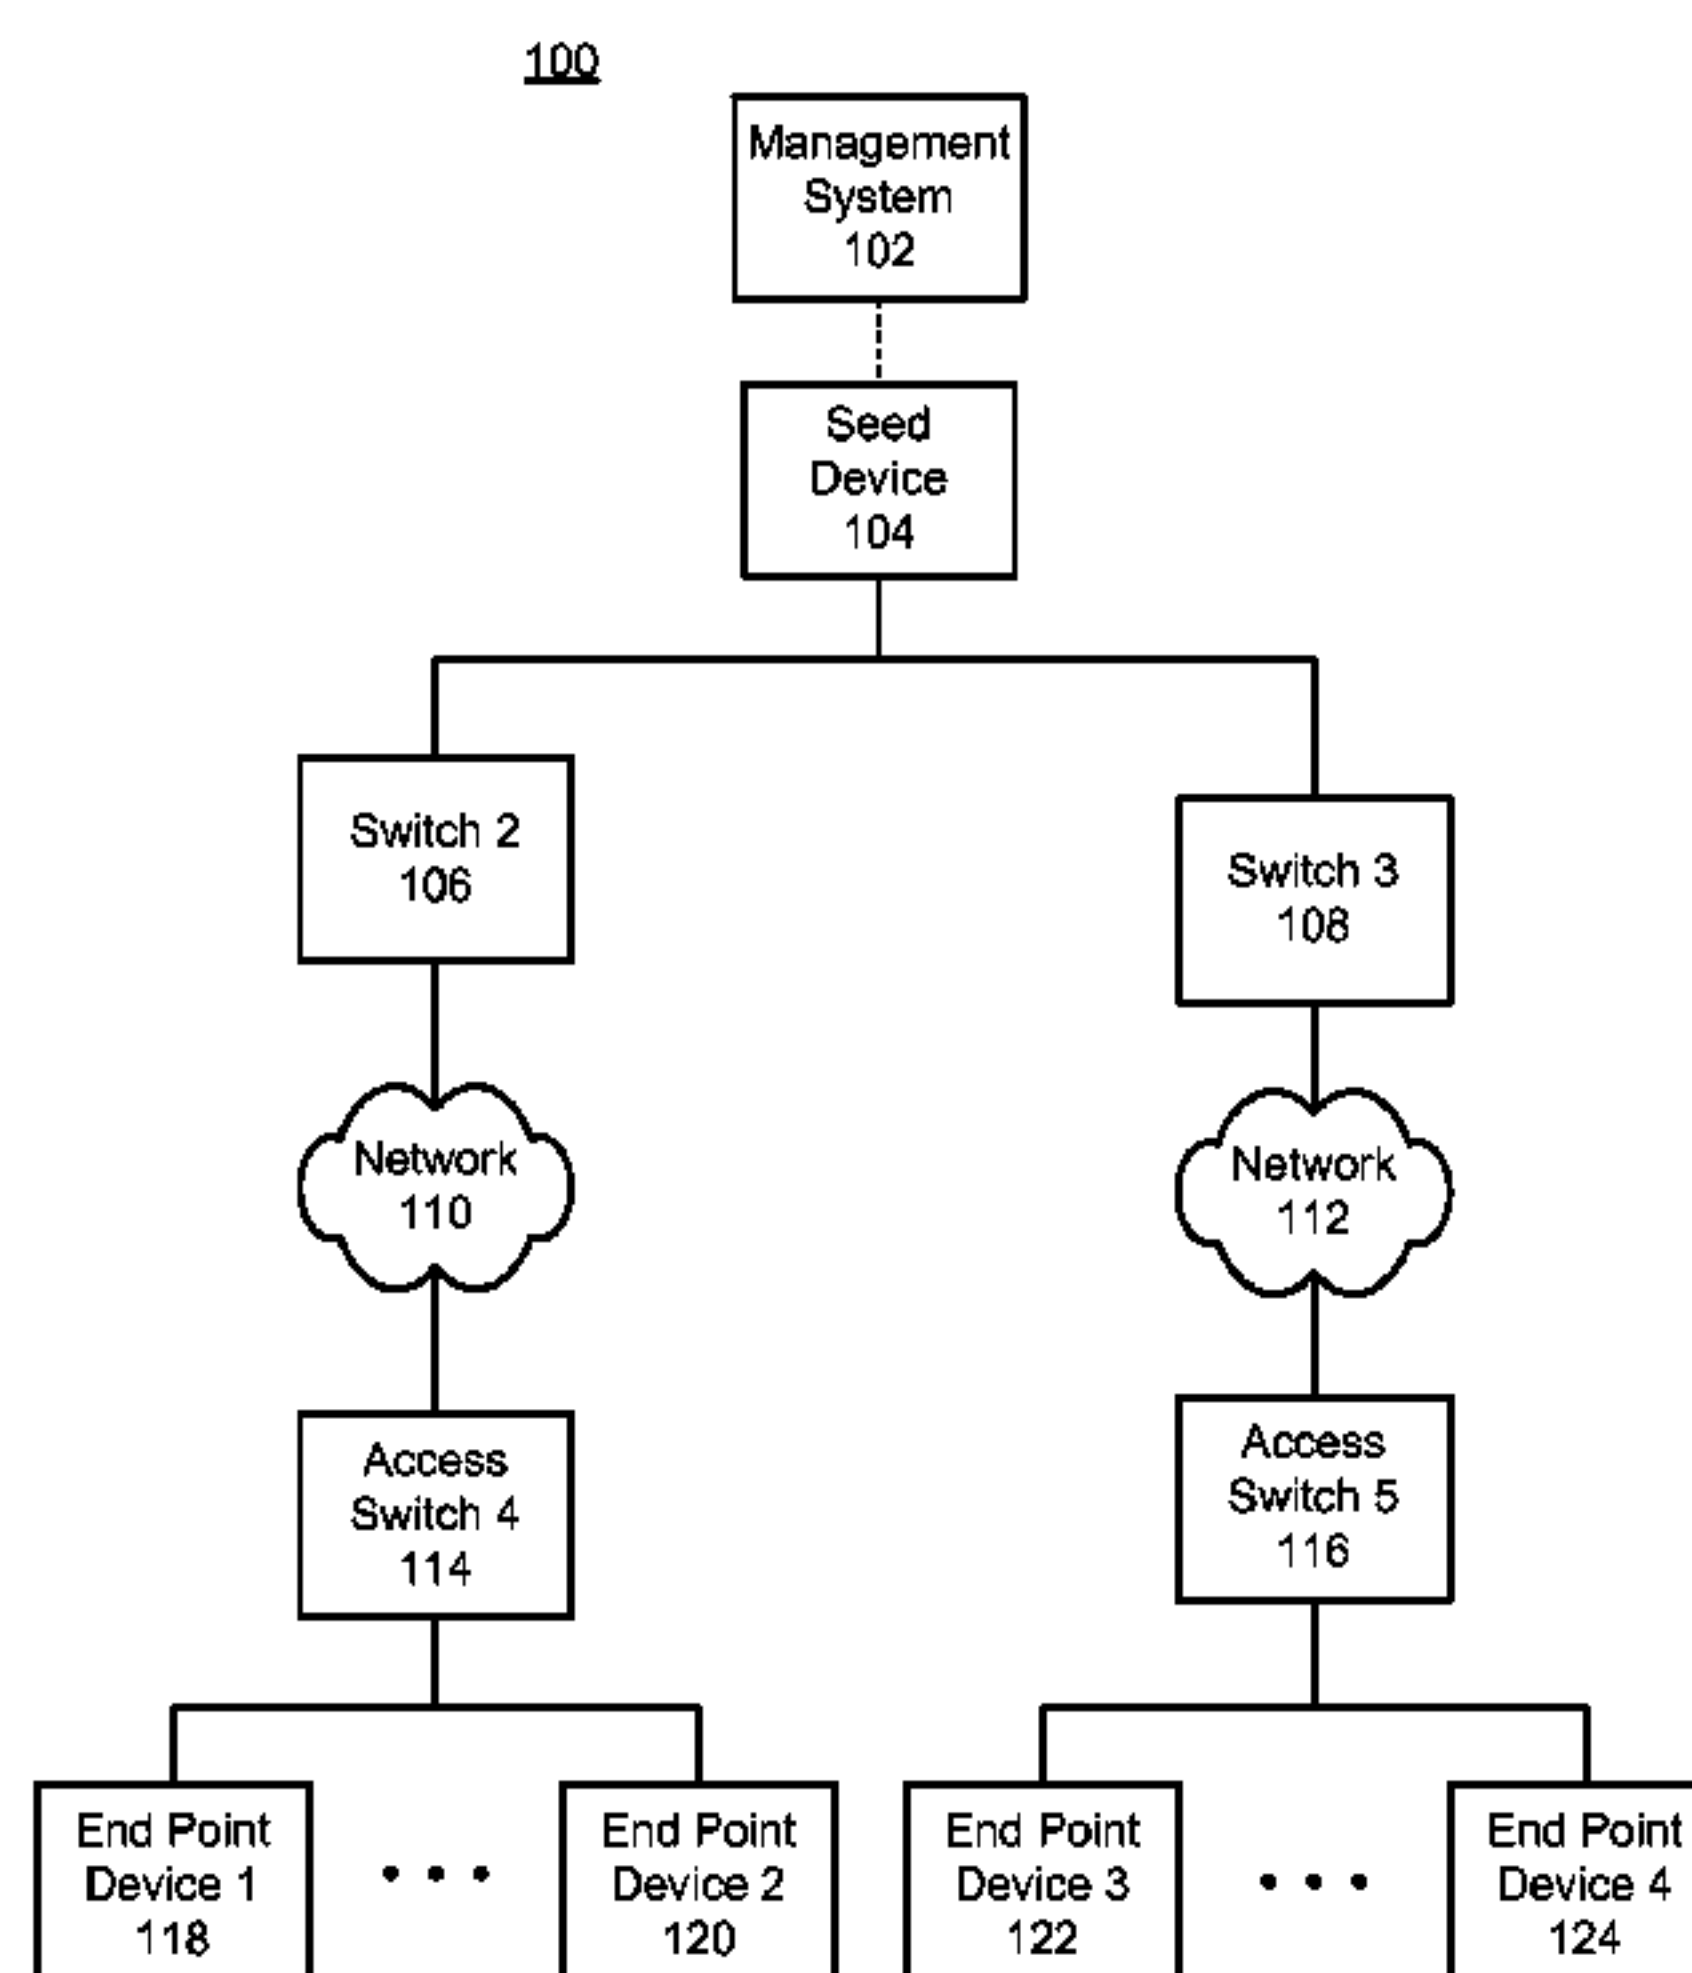 100
Management
System
102
Seed
Device
104
Switch 2
106
Switch 3
108
Network
110
Network
112
Access
Switch 4
114
Access
Switch 5
116
End Point
Device 1
118
End Point
Device 2
120
End Point
Device 3
122
End Point
Device 4
124